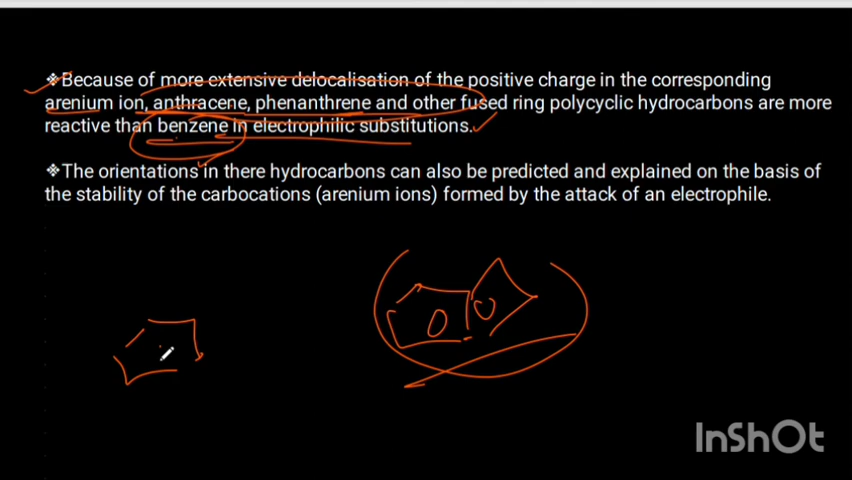 ❖Because of more extensive delocalisation of the positive charge in the corresponding
arenium ion, anthracene, phenanthrene and other fused ring polycyclic hydrocarbons are more
reactive than benzene in electrophilic substitutions.
❖The orientations in there hydrocarbons can also be predicted and explained on the basis of
the stability of the carbocations (arenium ions) formed by the attack of an electrophile.
InShOt